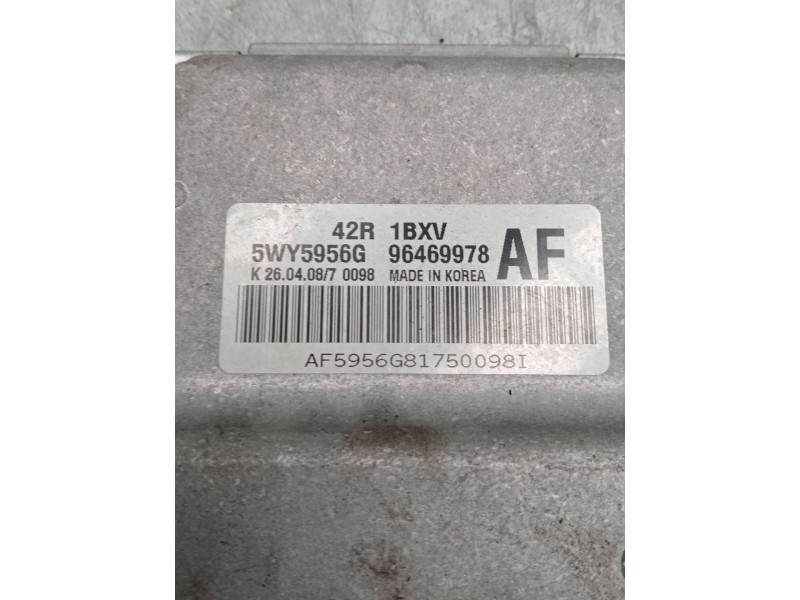 42R 1BXV
5WY5956G 96469978 AF
K 26.04.08/7 0098 MADE IN KOREA
AF5956G81750098I